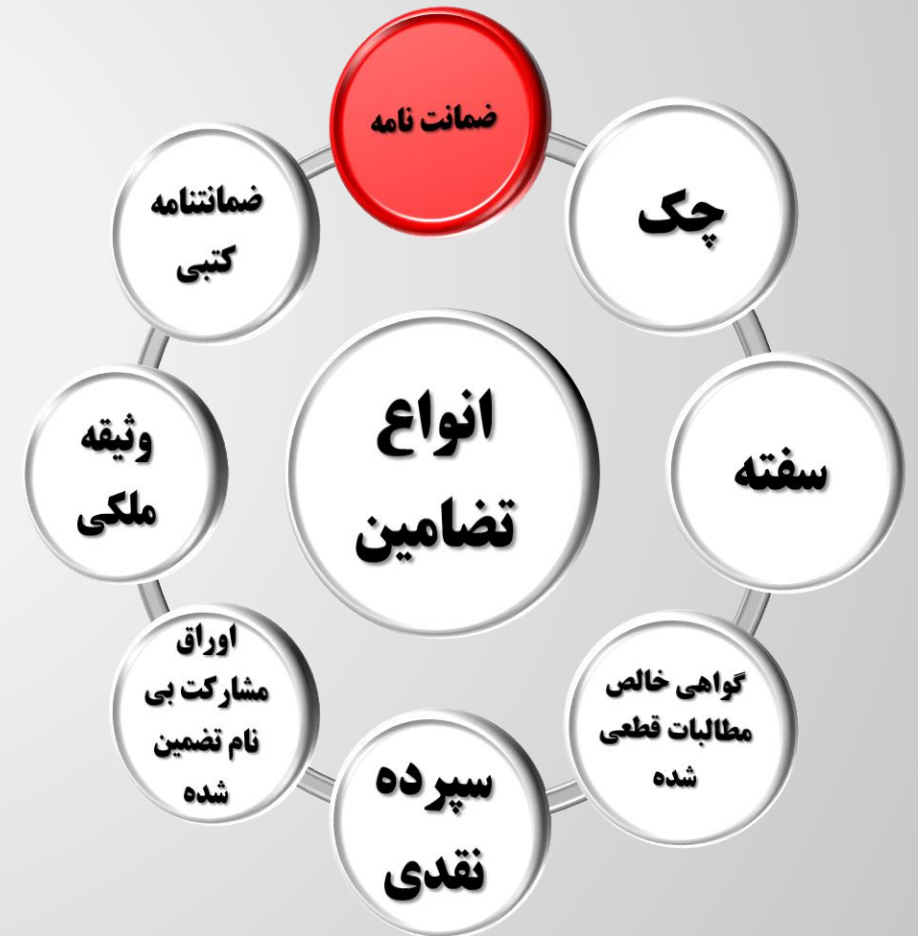 ضمانت نامه
چک
سفته
گواهی خالص
مطالبات قطعی
شده
سپرده
نقدی
اوراق
مشارکت بی
نام تضمین
شده
وثیقه
ملکی
ضمانتنامه
کتبی
انواع
تضامین